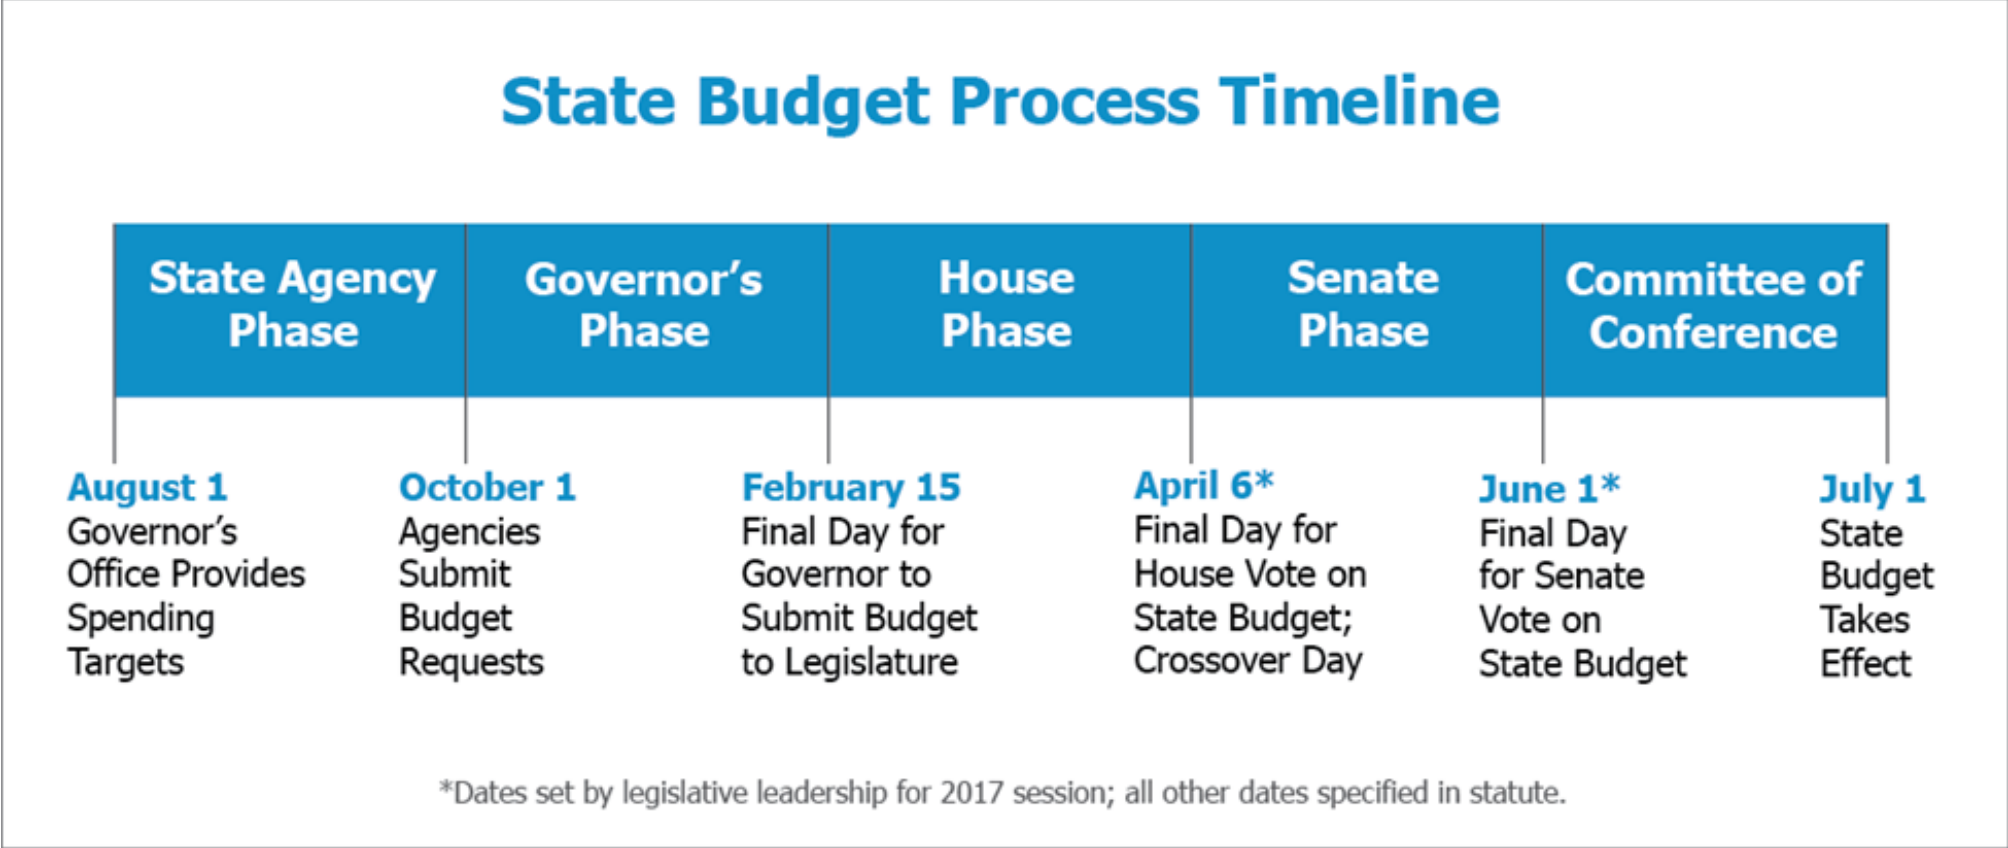 State Budget Process Timeline
State Agency
Phase
Governor's
Phase
House
Phase
Senate
Phase
Committee of
Conference
August 1
Governor's
Office Provides
Spending
Targets
October 1
Agencies
Submit
Budget
Requests
February 15
Final Day for
Governor to
Submit Budget
to Legislature
April 6*
Final Day for
House Vote on
State Budget;
Crossover Day
June 1*
Final Day
for Senate
Vote on
State Budget
July 1
State
Budget
Takes
Effect
*Dates set by legislative leadership for 2017 session; all other dates specified in statute.